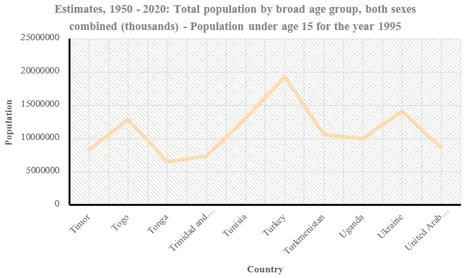 Estimates, 1950 - 2020: Total population by broad age group, both sexes
combined (thousands) - Population under age 15 for the year 1995
25000000
20000000
15000000
10000000
5000000
0
Population
Timor
Togo
Tonga
Trinidad and...
Tunisia
Turkey
Turkmenistan
Uganda
Ukraine
United Arab...
Country